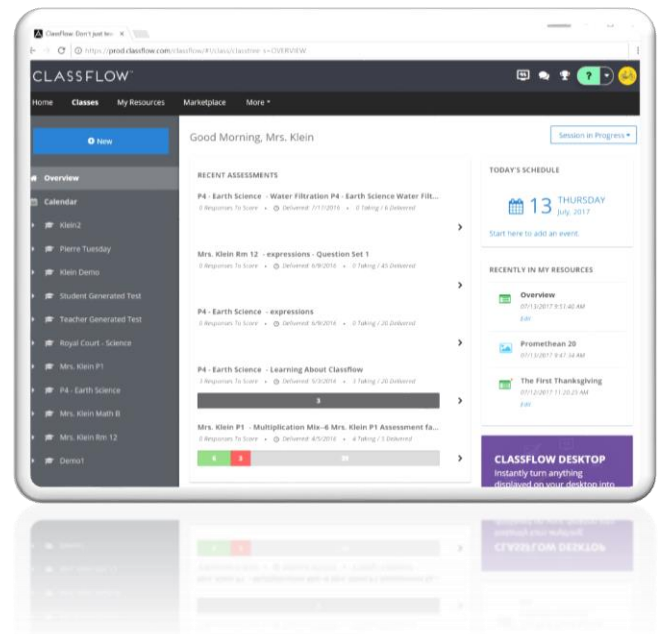 ClassFlow: Don't just tea
https://prod.classflow.com/classflow/#!/class/classtree-s=OVERVIEW
CLASSFLOW
Home Classes My Resources Marketplace More
?
New
Good Morning, Mrs. Klein
Session in Progress
Overview
Calendar
Klein2
Pierre Tuesday
Klein Demo
Student Generated Test
Teacher Generated Test
Royal Court - Science
Mrs. Klein P1
P4 - Earth Science
Mrs. Klein Math B
Mrs. Klein Rm 12
Demo1
RECENT ASSESSMENTS
P4 - Earth Science - Water Filtration P4 - Earth Science Water Filt...
0 Responses To Score • Delivered: 7/11/2016 • 0 Taking / 6 Delivered
Mrs. Klein Rm 12 - expressions - Question Set 1
0 Responses To Score • Delivered: 6/9/2016 • 0 Taking / 45 Delivered
P4 - Earth Science - expressions
0 Responses To Score • Delivered: 6/9/2016 • 0 Taking / 20 Delivered
P4 - Earth Science - Learning About Classflow
3 Responses To Score • Delivered: 5/3/2016 • 3 Taking / 20 Delivered
3
Mrs. Klein P1 - Multiplication Mix-6 Mrs. Klein P1 Assessment fa...
0 Responses To Score • Delivered: 4/5/2016 • 4 Taking / 5 Delivered
TODAY'S SCHEDULE
13 THURSDAY
July, 2017
Start here to add an event.
RECENTLY IN MY RESOURCES
Overview
07/13/2017 9:51:42 AM
Edit
Promethean 20
07/13/2017 9:47:34 AM
The First Thanksgiving
07/12/2017 11:20:23 AM
Edit
CLASSFLOW DESKTOP
Instantly turn anything
displayed on your desktop into